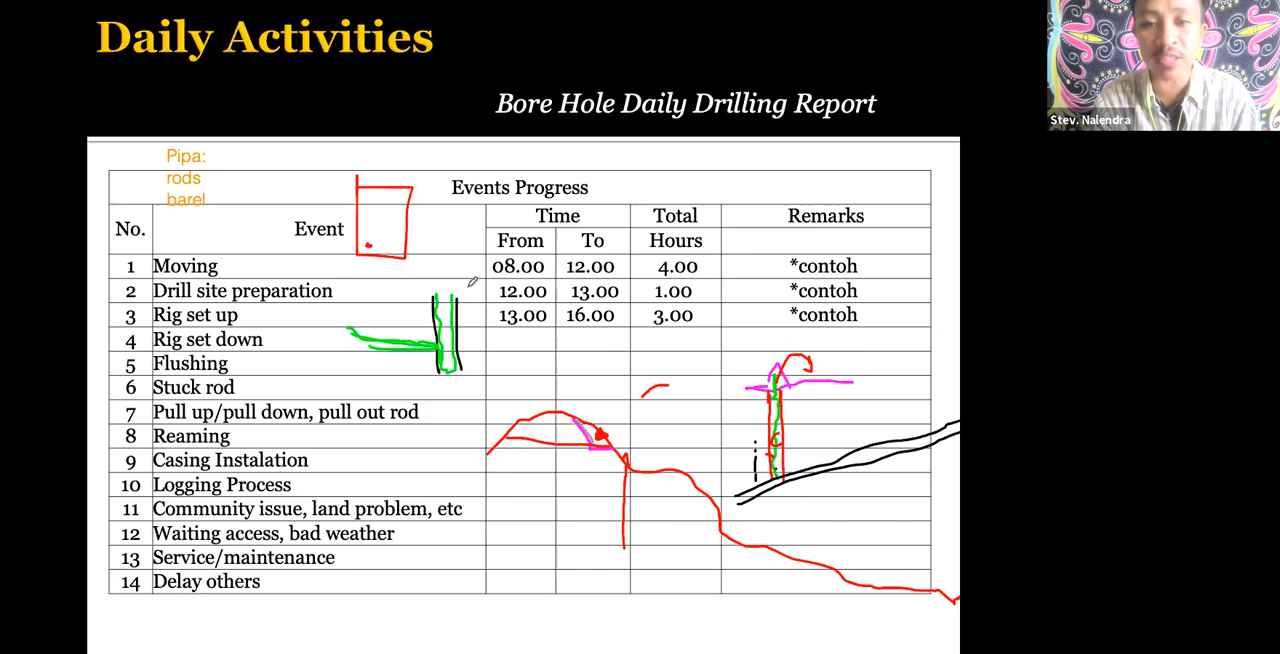 Daily Activities
Bore Hole Daily Drilling Report
Stev. Nalendra
Pipa:
rods
barel
Events Progress
No. Event Time Total Remarks
From To Hours
1 Moving 08.00 12.00 4.00 *contoh
2 Drill site preparation 12.00 13.00 1.00 *contoh
3 Rig set up 13.00 16.00 3.00 *contoh
4 Rig set down
5 Flushing
6 Stuck rod
7 Pull up/pull down, pull out rod
8 Reaming
9 Casing Instalation
10 Logging Process
11 Community issue, land problem, etc
12 Waiting access, bad weather
13 Service/maintenance
14 Delay others